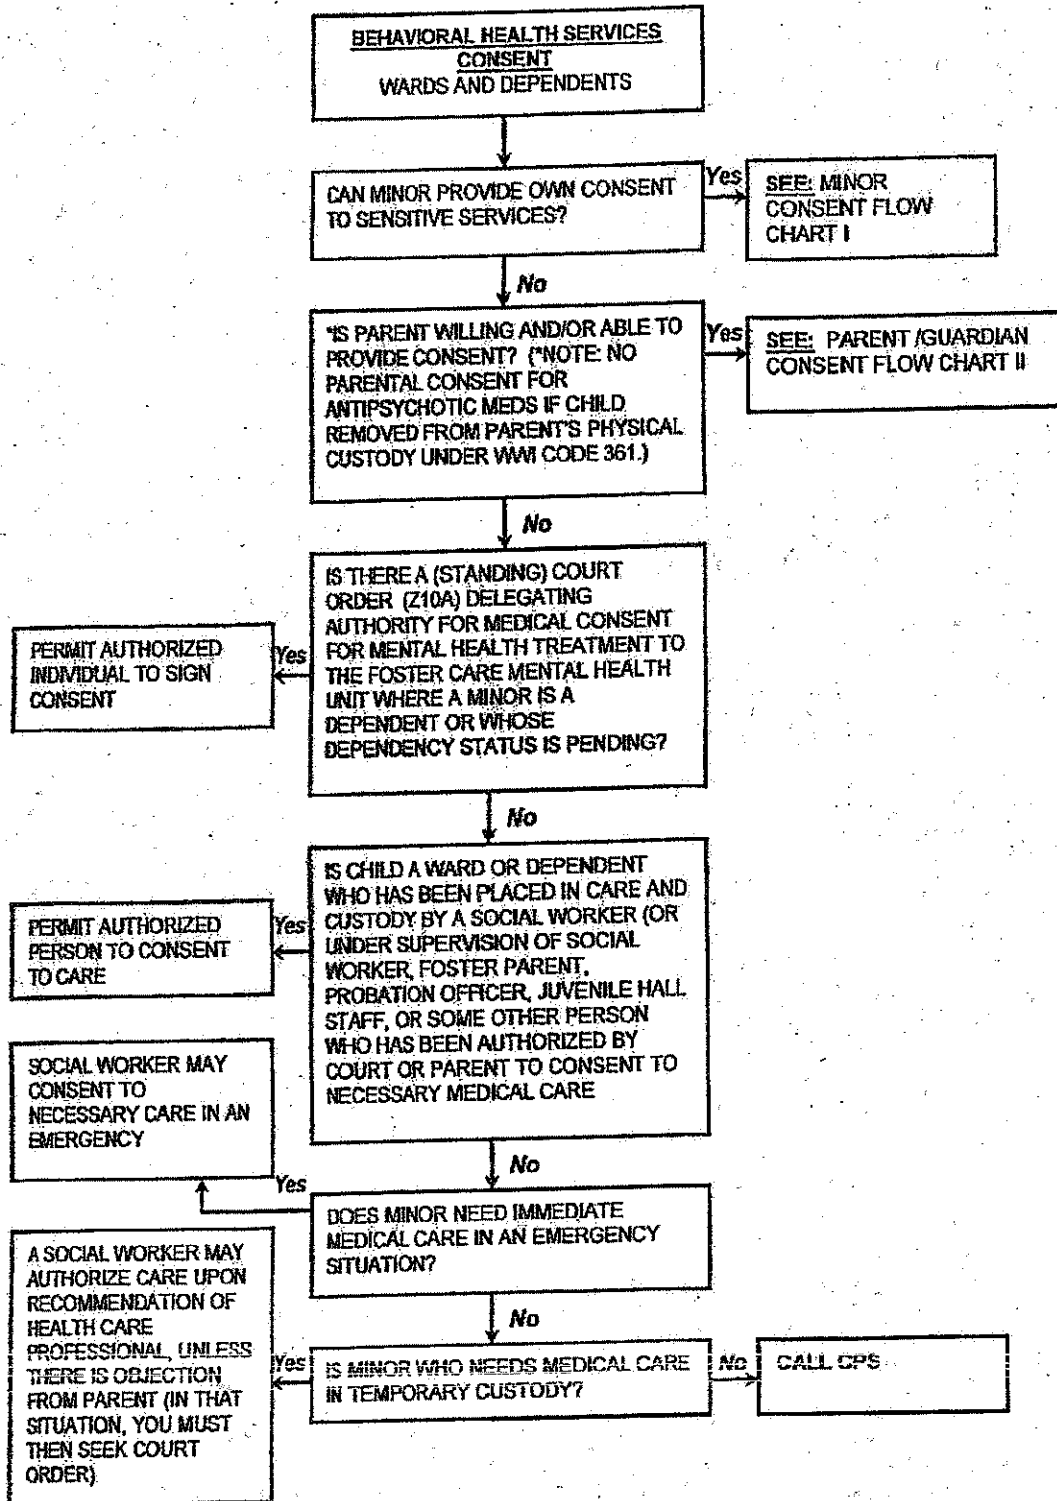 BEHAVIORAL HEALTH SERVICES
CONSENT
WARDS AND DEPENDENTS
CAN MINOR PROVIDE OWN CONSENT
TO SENSITIVE SERVICES?
Yes
SEE: MINOR
CONSENT FLOW
CHART I
No
*IS PARENT WILLING AND/OR ABLE TO
PROVIDE CONSENT? (*NOTE: NO
PARENTAL CONSENT FOR
ANTIPSYCHOTIC MEDS IF CHILD
REMOVED FROM PARENT'S PHYSICAL
CUSTODY UNDER WWI CODE 361.)
Yes
SEE: PARENT /GUARDIAN
CONSENT FLOW CHART II
No
IS THERE A (STANDING) COURT
ORDER (Z10A) DELEGATING
AUTHORITY FOR MEDICAL CONSENT
FOR MENTAL HEALTH TREATMENT TO
THE FOSTER CARE MENTAL HEALTH
UNIT WHERE A MINOR IS A
DEPENDENT OR WHOSE
DEPENDENCY STATUS IS PENDING?
Yes
PERMIT AUTHORIZED
INDIVIDUAL TO SIGN
CONSENT
No
IS CHILD A WARD OR DEPENDENT
WHO HAS BEEN PLACED IN CARE AND
CUSTODY BY A SOCIAL WORKER (OR
UNDER SUPERVISION OF SOCIAL
WORKER, FOSTER PARENT,
PROBATION OFFICER, JUVENILE HALL
STAFF, OR SOME OTHER PERSON
WHO HAS BEEN AUTHORIZED BY
COURT OR PARENT TO CONSENT TO
NECESSARY MEDICAL CARE
Yes
PERMIT AUTHORIZED
PERSON TO CONSENT
TO CARE
No
DOES MINOR NEED IMMEDIATE
MEDICAL CARE IN AN EMERGENCY
SITUATION?
Yes
SOCIAL WORKER MAY
CONSENT TO
NECESSARY CARE IN AN
EMERGENCY
No
IS MINOR WHO NEEDS MEDICAL CARE
IN TEMPORARY CUSTODY?
Yes
A SOCIAL WORKER MAY
AUTHORIZE CARE UPON
RECOMMENDATION OF
HEALTH CARE
PROFESSIONAL, UNLESS
THERE IS OBJECTION
FROM PARENT (IN THAT
SITUATION, YOU MUST
THEN SEEK COURT
ORDER)
No
CALL CPS